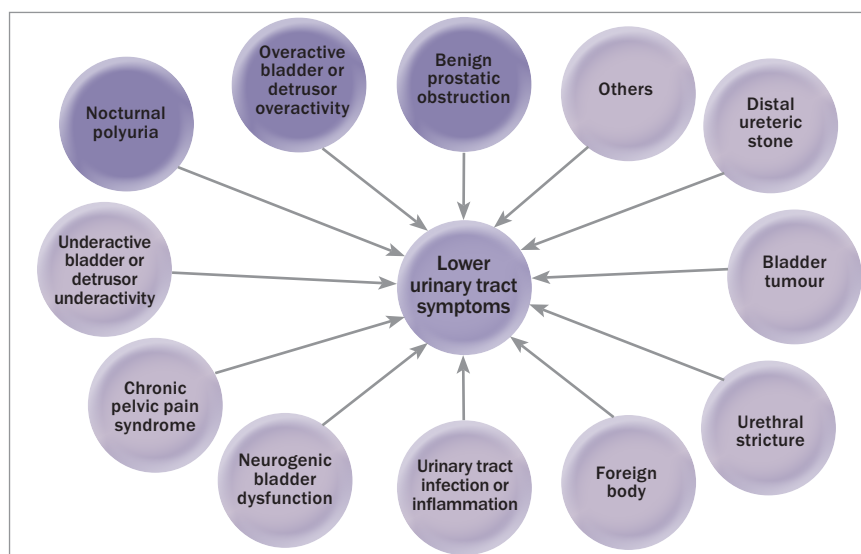 Nocturnal
polyuria
Overactive
bladder or
detrusor
overactivity
Benign
prostatic
obstruction
Others
Distal
ureteric
stone
Underactive
bladder or
detrusor
underactivity
Lower
urinary tract
symptoms
Bladder
tumour
Chronic
pelvic pain
syndrome
Neurogenic
bladder
dysfunction
Urinary tract
infection or
inflammation
Foreign
body
Urethral
stricture